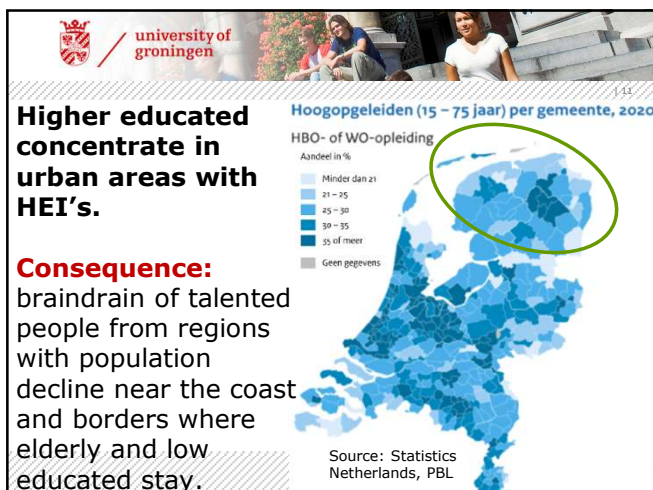 university of
groningen
| 11
Higher educated
concentrate in
urban areas with
HEI’s.
Consequence:
braindrain of talented
people from regions
with population
decline near the coast
and borders where
elderly and low
educated stay.
Hoogopgeleiden (15 – 75 jaar) per gemeente, 2020
HBO- of WO-opleiding
Aandeel in %
Minder dan 21
21 – 25
25 – 30
30 – 35
35 of meer
Geen gegevens
Source: Statistics
Netherlands, PBL